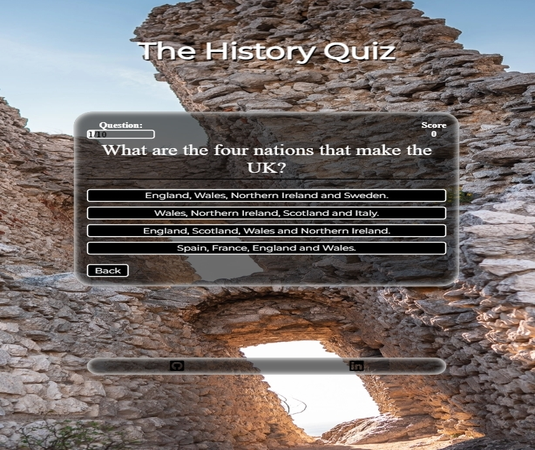 The History Quiz
Question:
1/10
Score
0
What are the four nations that make the
UK?
England, Wales, Northern Ireland and Sweden.
Wales, Northern Ireland, Scotland and Italy.
England, Scotland, Wales and Northern Ireland.
Spain, France, England and Wales.
Back